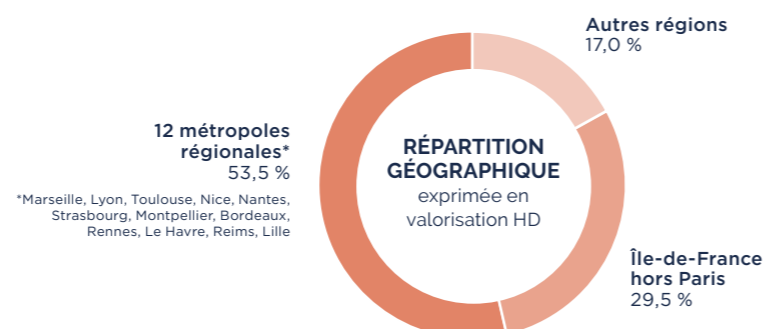 Autres régions
17,0 %
12 métropoles
régionales*
53,5 %
*Marseille, Lyon, Toulouse, Nice, Nantes,
Strasbourg, Montpellier, Bordeaux,
Rennes, Le Havre, Reims, Lille
RÉPARTITION
GÉOGRAPHIQUE
exprimée en
valorisation HD
Île-de-France
hors Paris
29,5 %